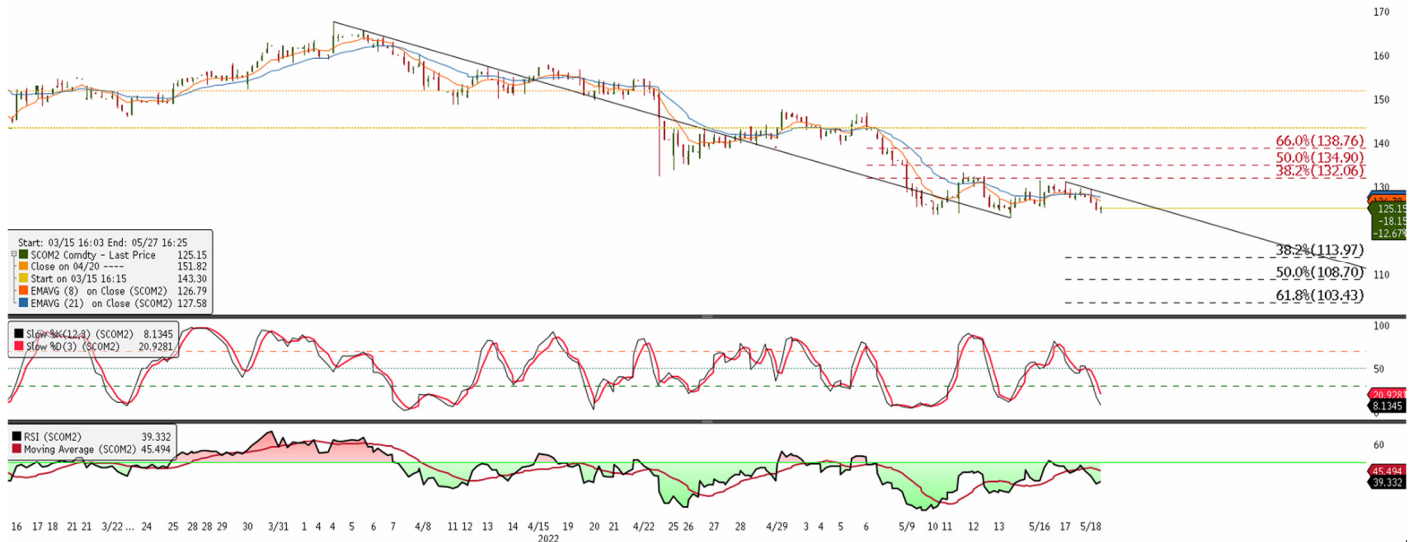 170
160
150
140
130
110
66.0%(138.76)
50.0%(134.90)
38.2%(132.06)
125.15
-18.15
-12.67%
38.2%(113.97)
50.0%(108.70)
61.8%(103.43)
Start: 03/15 16:03 End: 05/27 16:25
SCOM2 Comdty - Last Price 125.15
Close on 04/20 ---- 151.82
Start on 03/15 16:15 143.30
EMAVG (8) on Close (SCOM2) 126.79
EMAVG (21) on Close (SCOM2) 127.58
Slow %K(12,3) (SCOM2) 8.1345
Slow %D(3) (SCOM2) 20.9281
100
50
20.9281
8.1345
0
RSI (SCOM2) 39.332
Moving Average (SCOM2) 45.494
60
45.494
39.332
16 17 18 21 21 3/22 ... 24 25 28 28 29 30 3/31 1 4 4 5 6 7 4/8 11 12 13 14 4/15 19 20 21 4/22 25 26 27 28 4/29 3 4 5 6 5/9 10 11 12 13 5/16 17 5/18
2022